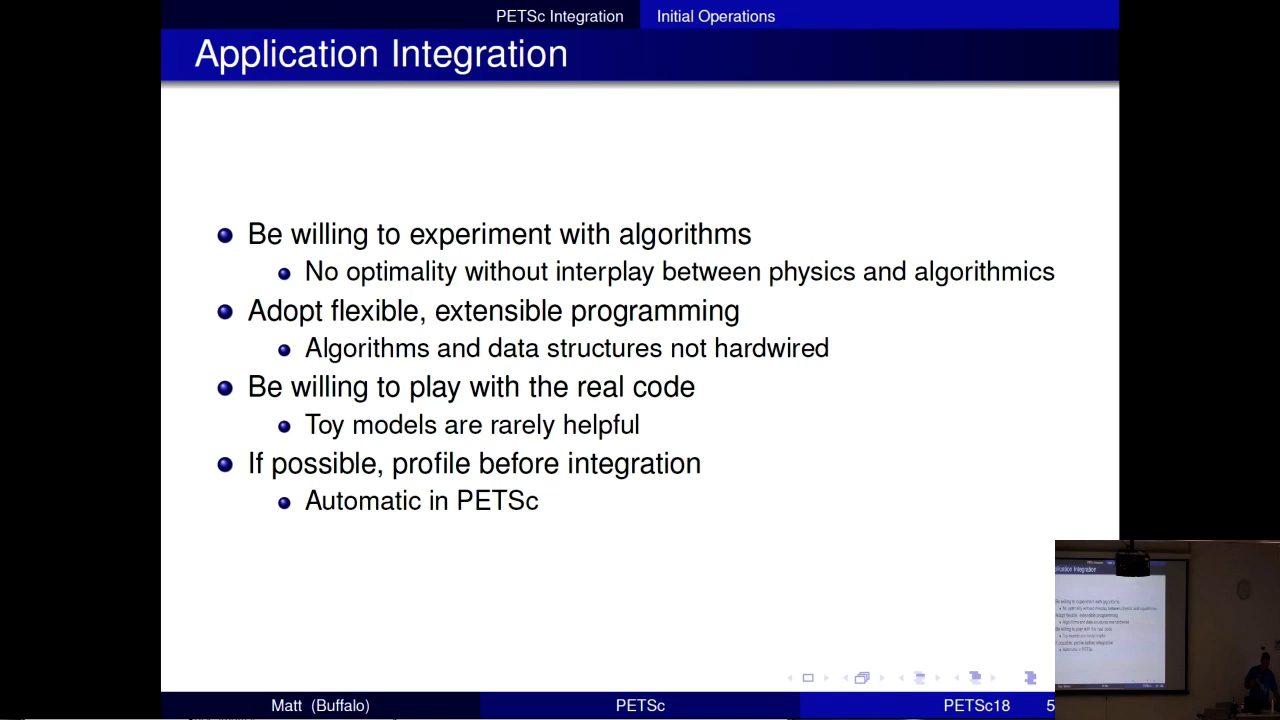 PETSc Integration Initial Operations
Application Integration
Be willing to experiment with algorithms
No optimality without interplay between physics and algorithmics
Adopt flexible, extensible programming
Algorithms and data structures not hardwired
Be willing to play with the real code
Toy models are rarely helpful
If possible, profile before integration
Automatic in PETSc
Matt (Buffalo) PETSc PETSc18 5